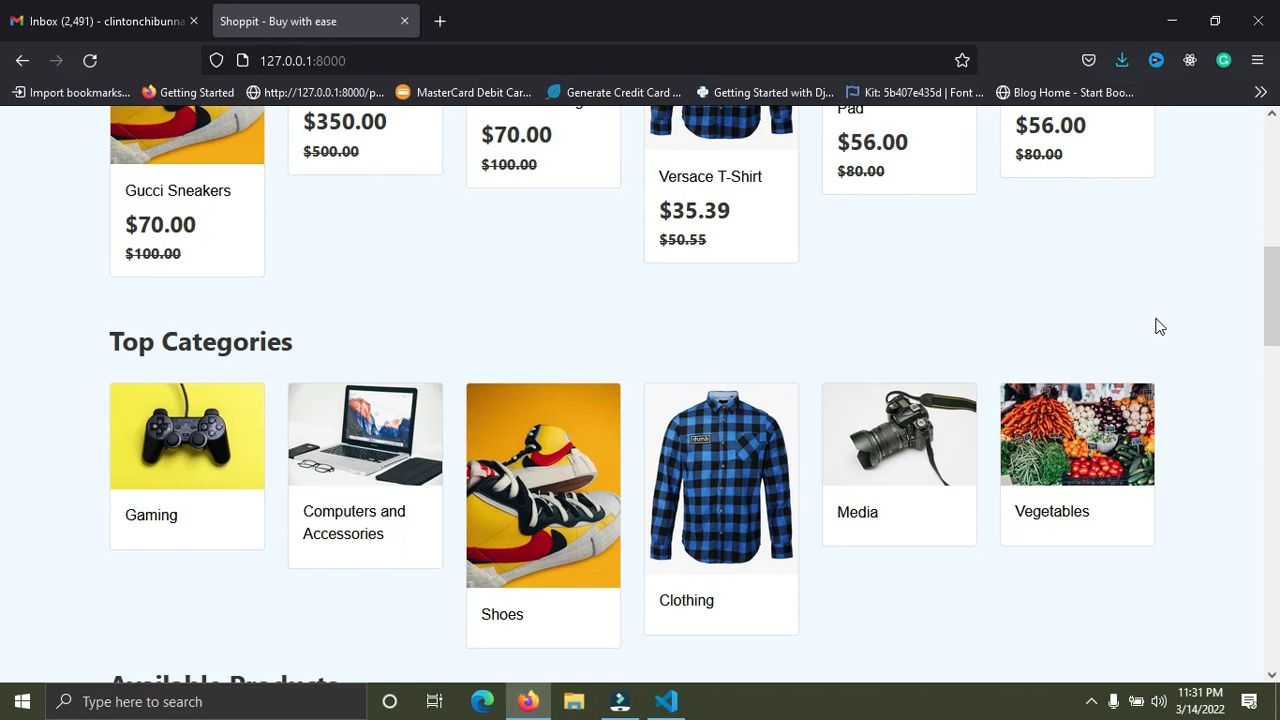 Inbox (2,491) - clintonchibunna
Shoppit - Buy with ease
127.0.0.1:8000
Import bookmarks...
Getting Started
http://127.0.0.1:8000/p...
MasterCard Debit Car...
Generate Credit Card ...
Getting Started with Dj...
Kit: 5b407e435d | Font ...
Blog Home - Start Boo...
Gucci Sneakers
$70.00
$100.00
$350.00
$500.00
$70.00
$100.00
Versace T-Shirt
$35.39
$50.55
Pad
$56.00
$80.00
$56.00
$80.00
Top Categories
Gaming
Computers and
Accessories
Shoes
Clothing
Media
Vegetables
Available Products
Type here to search
11:31 PM
3/14/2022